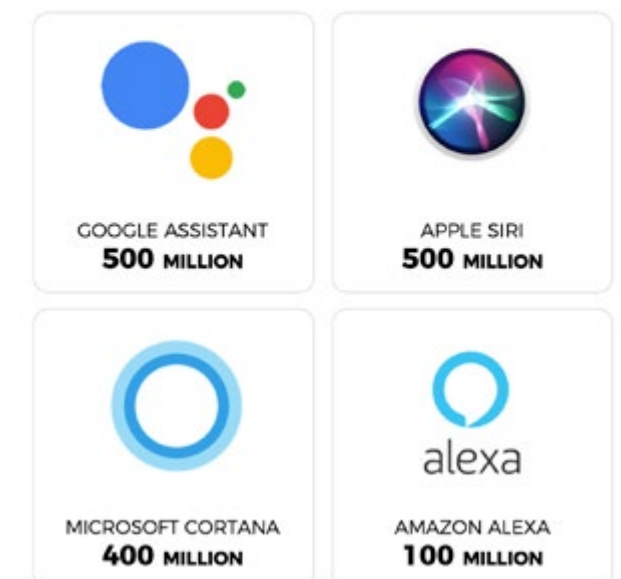 GOOGLE ASSISTANT
500 MILLION
APPLE SIRI
500 MILLION
alexa
MICROSOFT CORTANA
400 MILLION
AMAZON ALEXA
100 MILLION